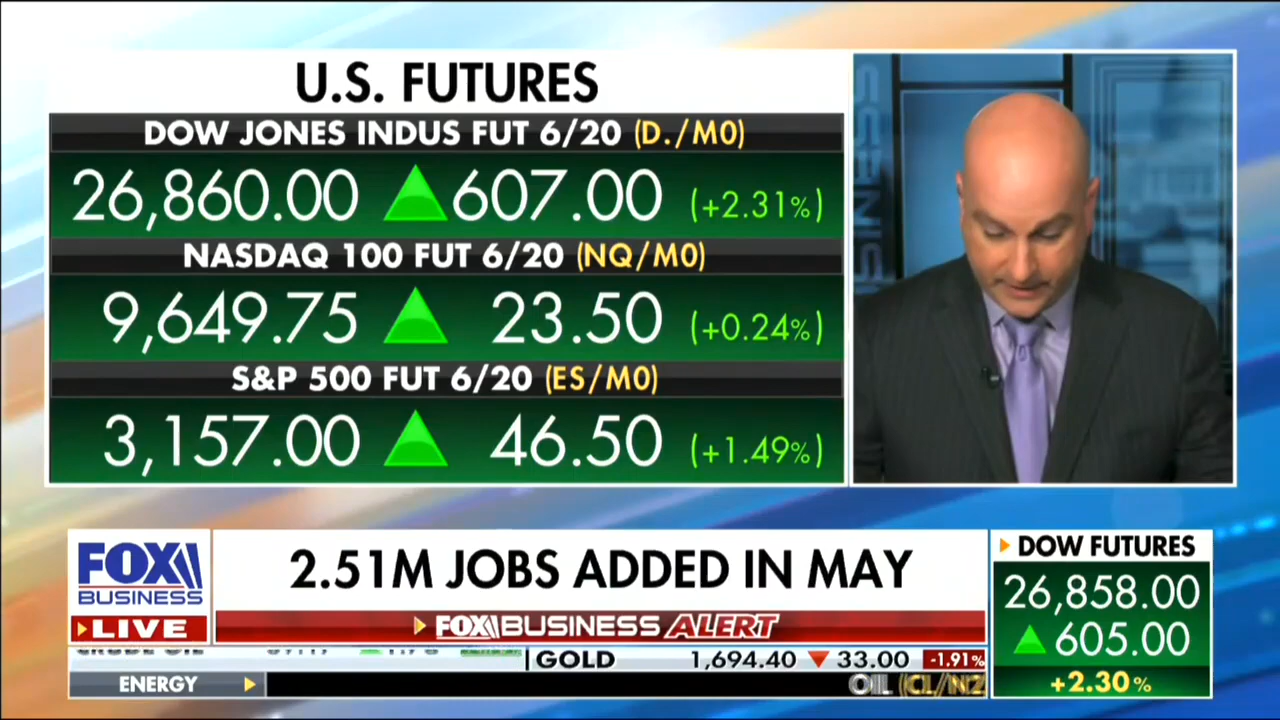 U.S. FUTURES
DOW JONES INDUS FUT 6/20 (D./M0)
26,860.00 607.00 (+2.31%)
NASDAQ 100 FUT 6/20 (NQ/M0)
9,649.75 23.50 (+0.24%)
S&P 500 FUT 6/20 (ES/M0)
3,157.00 46.50 (+1.49%)
FOX BUSINESS
LIVE
2.51M JOBS ADDED IN MAY
FOX BUSINESS ALERT
GOLD 1,694.40 33.00 -1.91%
ENERGY
OIL (CL/N2
DOW FUTURES
26,858.00
605.00
+2.30%